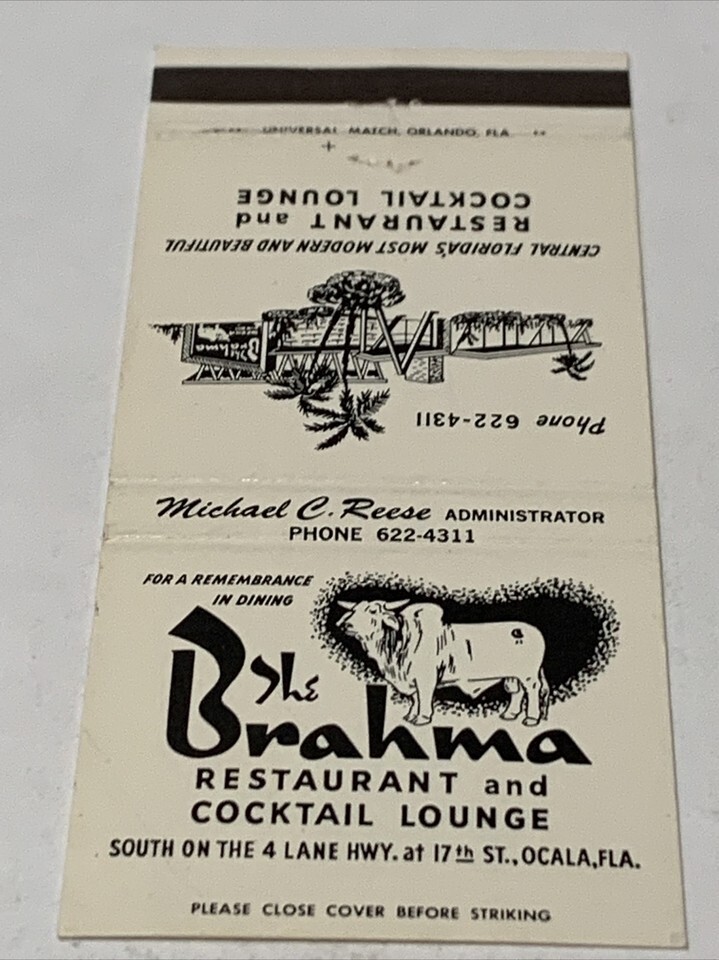 UNIVERSAL MATCH, ORLANDO, FLA.
CENTRAL FLORIDA'S MOST MODERN AND BEAUTIFUL
RESTAURANT and
COCKTAIL LOUNGE
Brahma
Phone 622-4311
Michael C. Reese ADMINISTRATOR
PHONE 622-4311
FOR A REMEMBRANCE
IN DINING
The
Brahma
RESTAURANT and
COCKTAIL LOUNGE
SOUTH ON THE 4 LANE HWY. at 17th ST., OCALA, FLA.
PLEASE CLOSE COVER BEFORE STRIKING